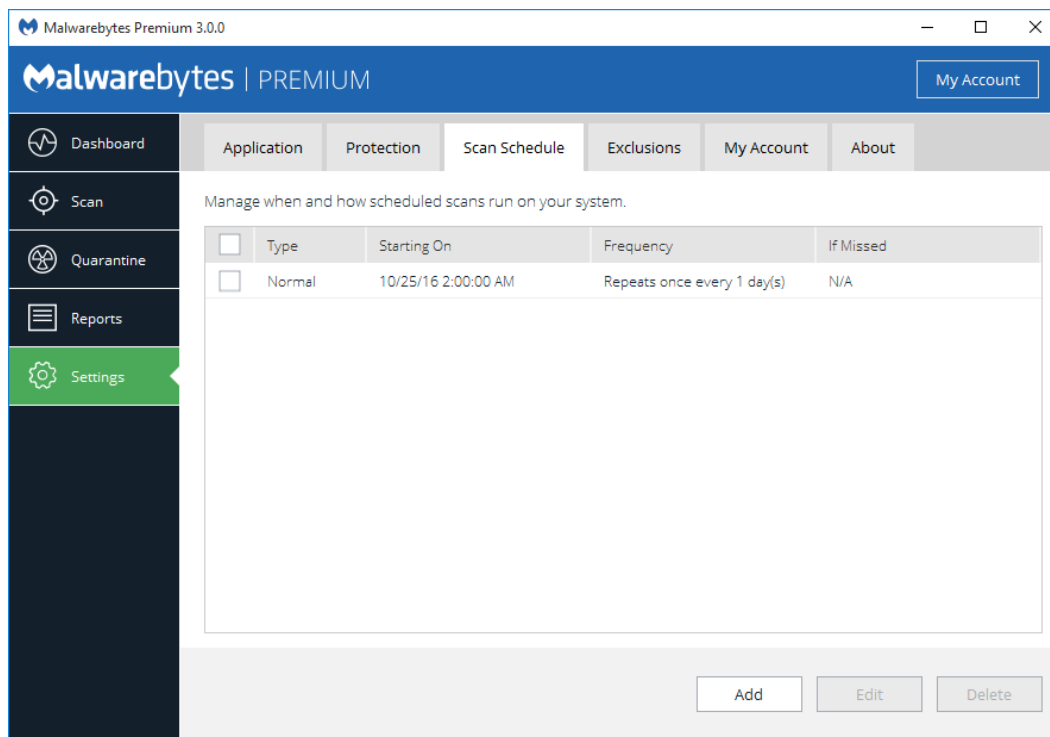 Malwarebytes Premium 3.0.0
Malwarebytes | PREMIUM
My Account
Dashboard
Scan
Quarantine
Reports
Settings
Application Protection Scan Schedule Exclusions My Account About
Manage when and how scheduled scans run on your system.
Type Starting On Frequency If Missed
Normal 10/25/16 2:00:00 AM Repeats once every 1 day(s) N/A
Add Edit Delete